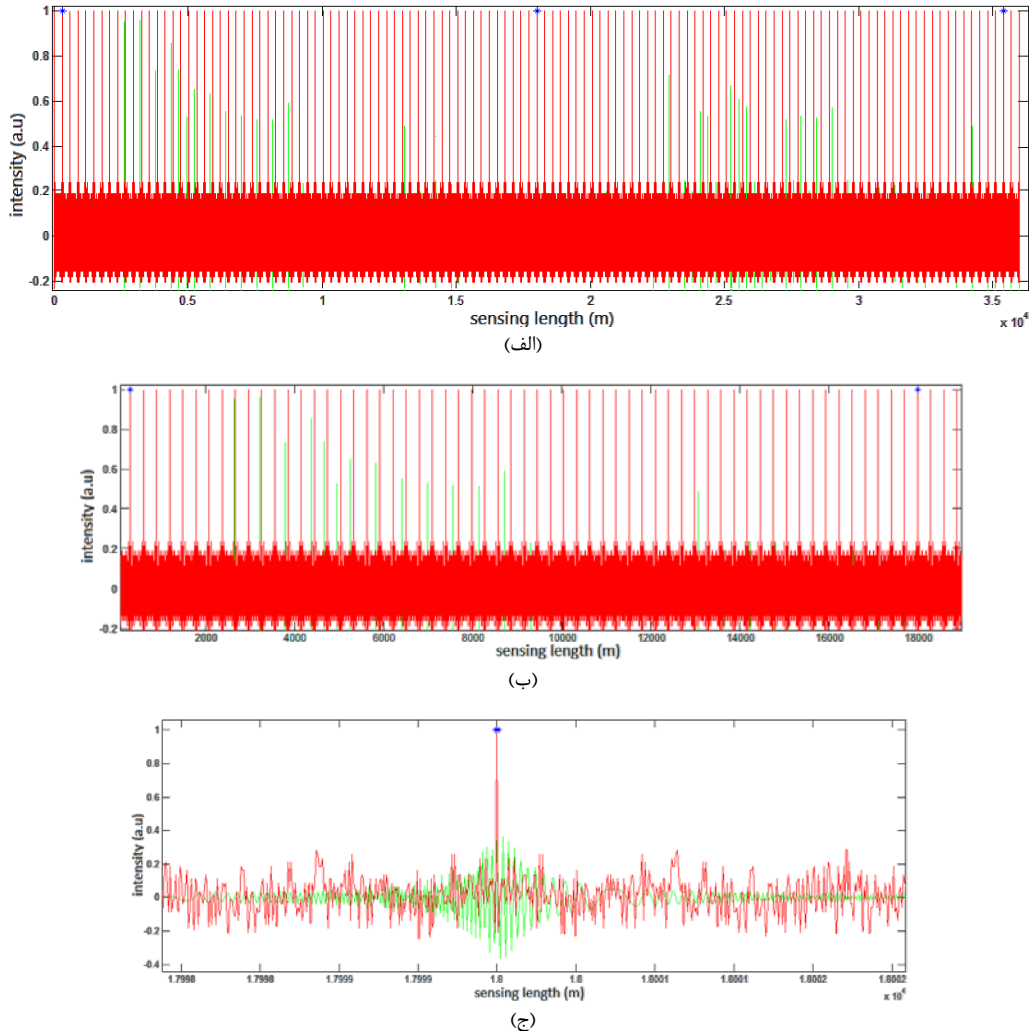 1
0.8
0.6
0.4
0.2
0
-0.2
intensity (a.u)
0 0.5 1 1.5 2 2.5 3 3.5
x 10⁴
sensing length (m)
(الف)
1
0.8
0.6
0.4
0.2
0
-0.2
intensity (a.u)
2000 4000 6000 8000 10000 12000 14000 16000 18000
sensing length (m)
(ب)
1
0.8
0.6
0.4
0.2
0
-0.2
-0.4
intensity (a.u)
1.7998 1.7998 1.7999 1.7999 1.8 1.8 1.8001 1.8001 1.8002 1.8002
x 10⁴
sensing length (m)
(ج)